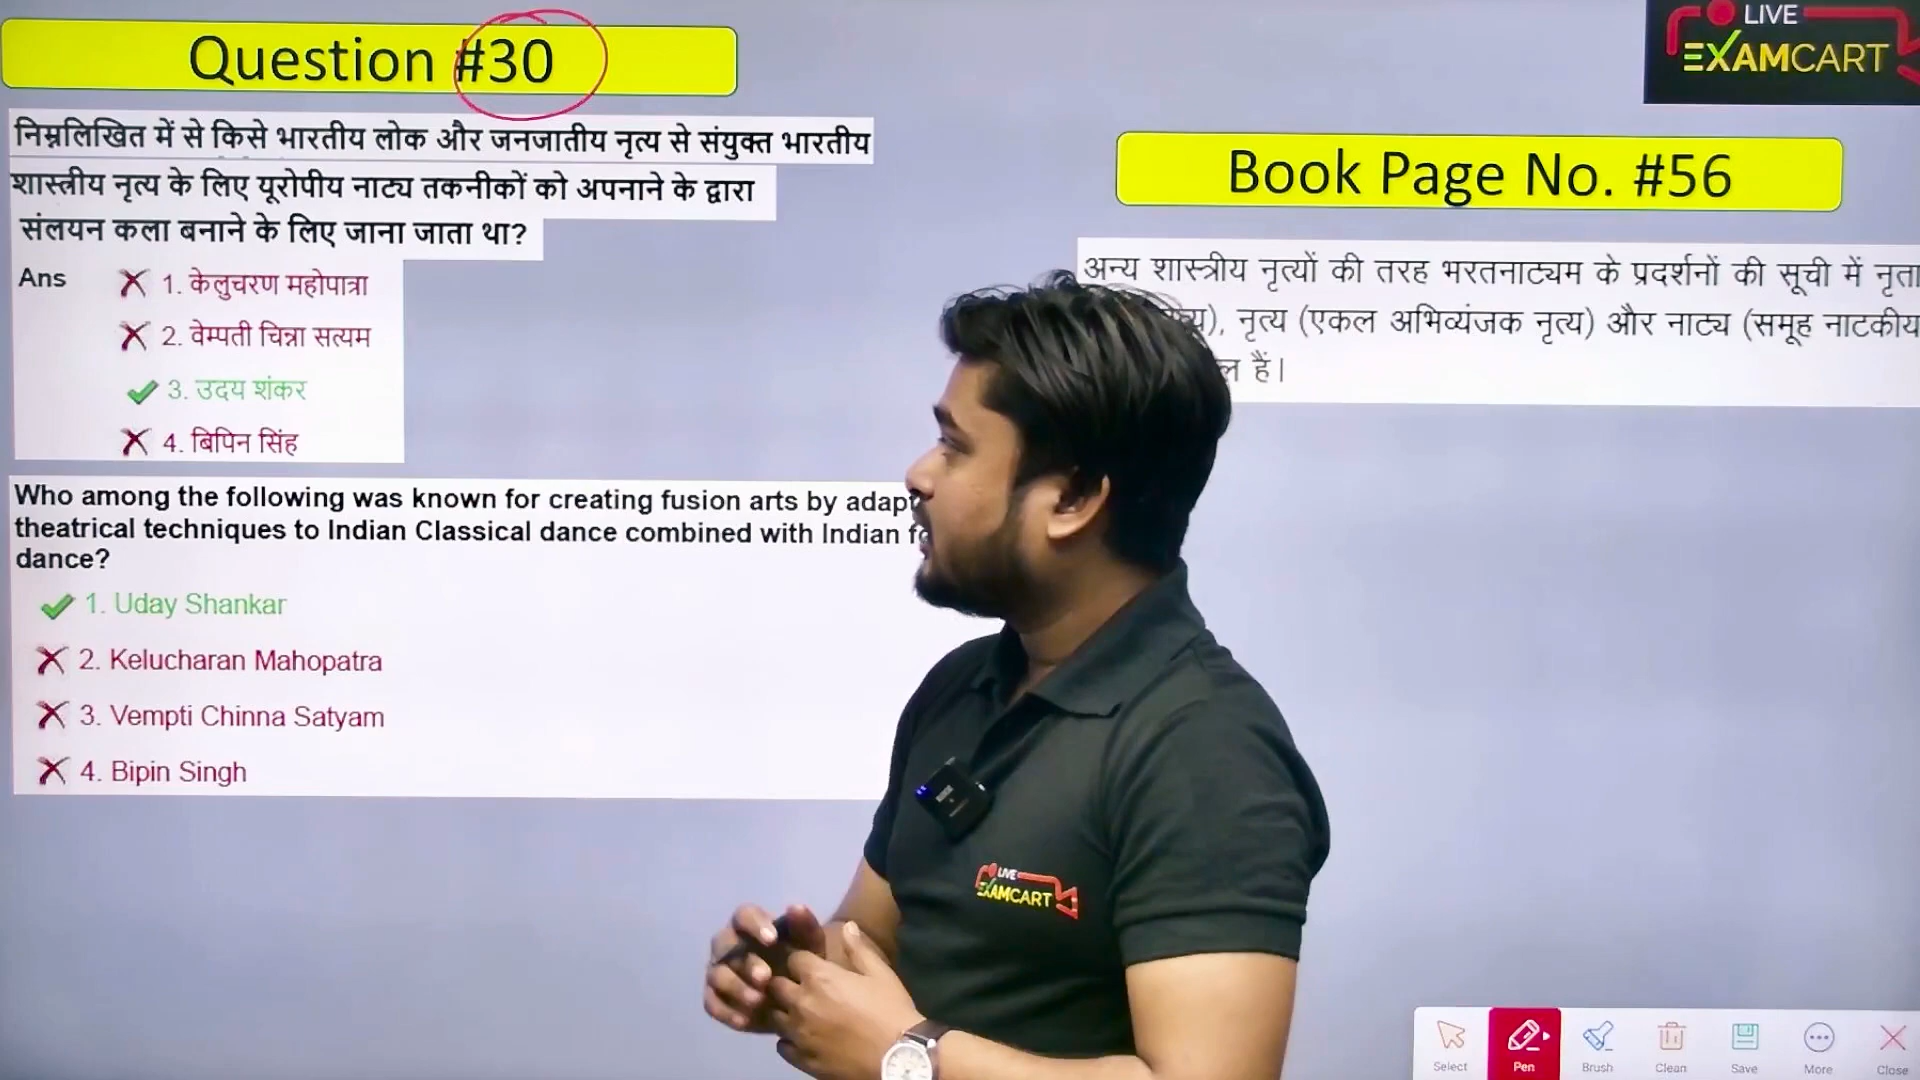 Question #30
निम्नलिखित में से किसे भारतीय लोक और जनजातीय नृत्य से संयुक्त भारतीय
शास्त्रीय नृत्य के लिए यूरोपीय नाट्य तकनीकों को अपनाने के द्वारा
संलयन कला बनाने के लिए जाना जाता था?
Ans
1. केलुचरण महोपात्रा
2. वेम्पती चिन्ना सत्यम
3. उदय शंकर
4. बिपिन सिंह
Who among the following was known for creating fusion arts by
theatrical techniques to Indian Classical dance combined with Indian
dance?
1. Uday Shankar
2. Kelucharan Mahopatra
3. Vempti Chinna Satyam
4. Bipin Singh
LIVE
EXAMCART
Book Page No. #56
अन्य शास्त्रीय नृत्यों की तरह भरतनाट्यम के प्रदर्शनों की सूची में
नृत्य (एकल अभिव्यंजक नृत्य) और नाट्य (समूह नाटकीय
हैं।
LIVE
EXAMCART
Select
Pen
Brush
Clean
Save
More
Close